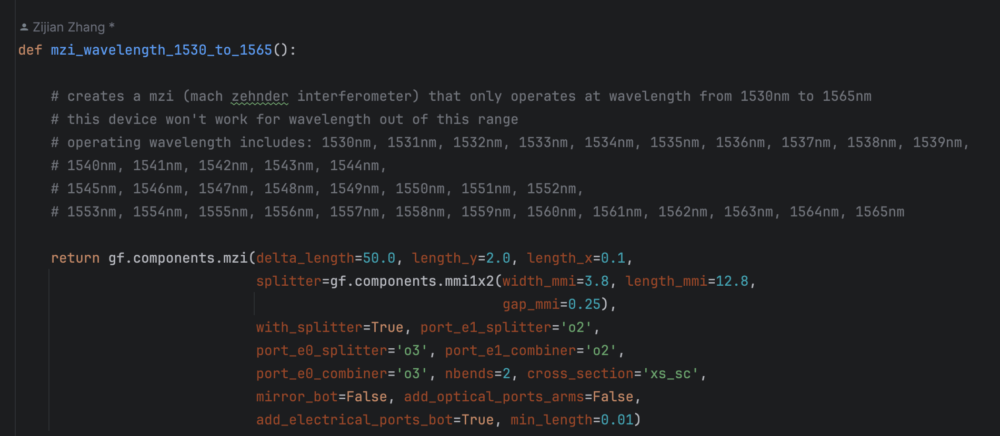 Zijian Zhang *
def mzi_wavelength_1530_to_1565():
# creates a mzi (mach zehnder interferometer) that only operates at wavelength from 1530nm to 1565nm
# this device won't work for wavelength out of this range
# operating wavelength includes: 1530nm, 1531nm, 1532nm, 1533nm, 1534nm, 1535nm, 1536nm, 1537nm, 1538nm, 1539nm,
# 1540nm, 1541nm, 1542nm, 1543nm, 1544nm,
# 1545nm, 1546nm, 1547nm, 1548nm, 1549nm, 1550nm, 1551nm, 1552nm,
# 1553nm, 1554nm, 1555nm, 1556nm, 1557nm, 1558nm, 1559nm, 1560nm, 1561nm, 1562nm, 1563nm, 1564nm, 1565nm
return gf.components.mzi(delta_length=50.0, length_y=2.0, length_x=0.1,
splitter=gf.components.mmi1x2(width_mmi=3.8, length_mmi=12.8,
gap_mmi=0.25),
with_splitter=True, port_e1_splitter='o2',
port_e0_splitter='o3', port_e1_combiner='o2',
port_e0_combiner='o3', nbends=2, cross_section='xs_sc',
mirror_bot=False, add_optical_ports_arms=False,
add_electrical_ports_bot=True, min_length=0.01)